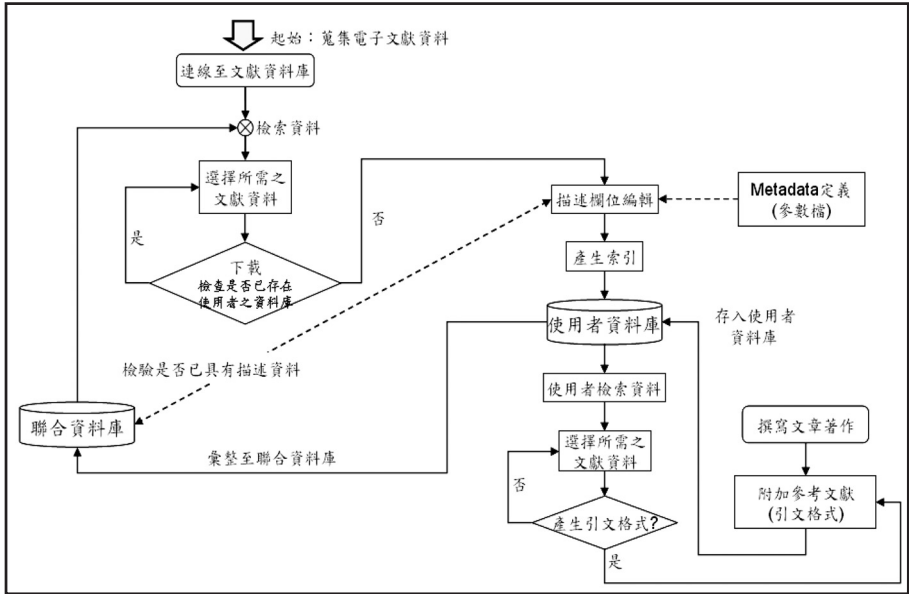 起始：蒐集電子文獻資料
連線至文獻資料庫
檢索資料
選擇所需之
文獻資料
是
否
下載
檢查是否已存在
使用者之資料庫
描述欄位編輯
Metadata定義
(參數檔)
產生索引
使用者資料庫
存入使用者
資料庫
檢驗是否已具有描述資料
使用者檢索資料
聯合資料庫
彙整至聯合資料庫
選擇所需之
文獻資料
否
產生引文格式?
是
撰寫文章著作
附加參考文獻
(引文格式)